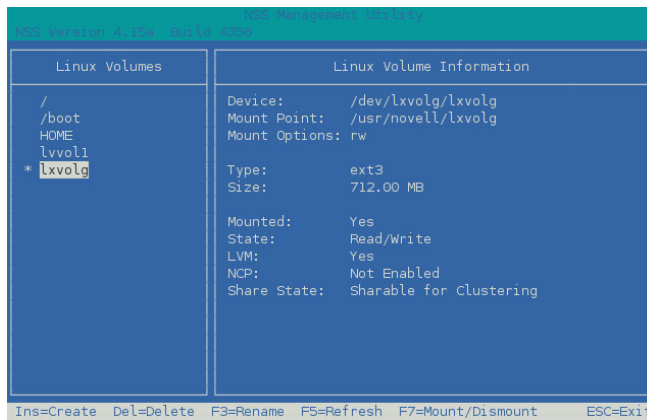 NSS Management Utility
NSS Version 4.15a Build 4356
Linux Volumes
/
/boot
HOME
lvvol1
* lxvolg
Linux Volume Information
Device: /dev/lxvolg/lxvolg
Mount Point: /usr/novell/lxvolg
Mount Options: rw
Type: ext3
Size: 712.00 MB
Mounted: Yes
State: Read/Write
LVM: Yes
NCP: Not Enabled
Share State: Sharable for Clustering
Ins=Create Del=Delete F3=Rename F5=Refresh F7=Mount/Dismount ESC=Exit